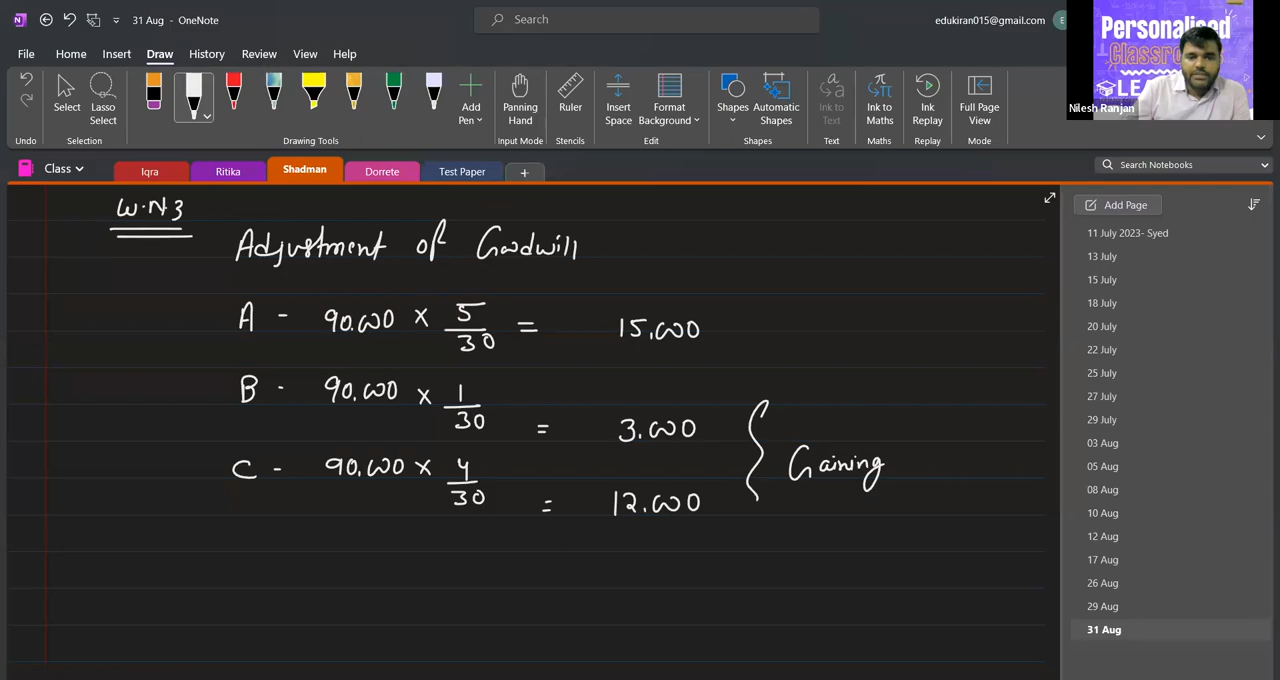 31 Aug - OneNote
Search
edukiran015@gmail.com
E
Personalised
Classroom
LEA
Nilesh Ranjan
File Home Insert Draw History Review View Help
Select
Lasso Select
Add Pen
Panning Hand
Ruler
Insert Space
Format Background
Shapes
Automatic Shapes
Ink to Text
Ink to Maths
Ink Replay
Full Page View
Undo
Selection
Drawing Tools
Input Mode
Stencils
Edit
Shapes
Text
Maths
Replay
Mode
Class
Iqra
Ritika
Shadman
Dorrete
Test Paper
Search Notebooks
Add Page
11 July 2023- Syed
13 July
15 July
18 July
20 July
22 July
25 July
27 July
29 July
03 Aug
05 Aug
08 Aug
10 Aug
12 Aug
17 Aug
26 Aug
29 Aug
31 Aug
W.N 3
Adjustment of Goodwill
A - 90.000 × 5/30 = 15.000
B - 90.000 × 1/30 = 3.000
C - 90.000 × 4/30 = 12.000
Gaining